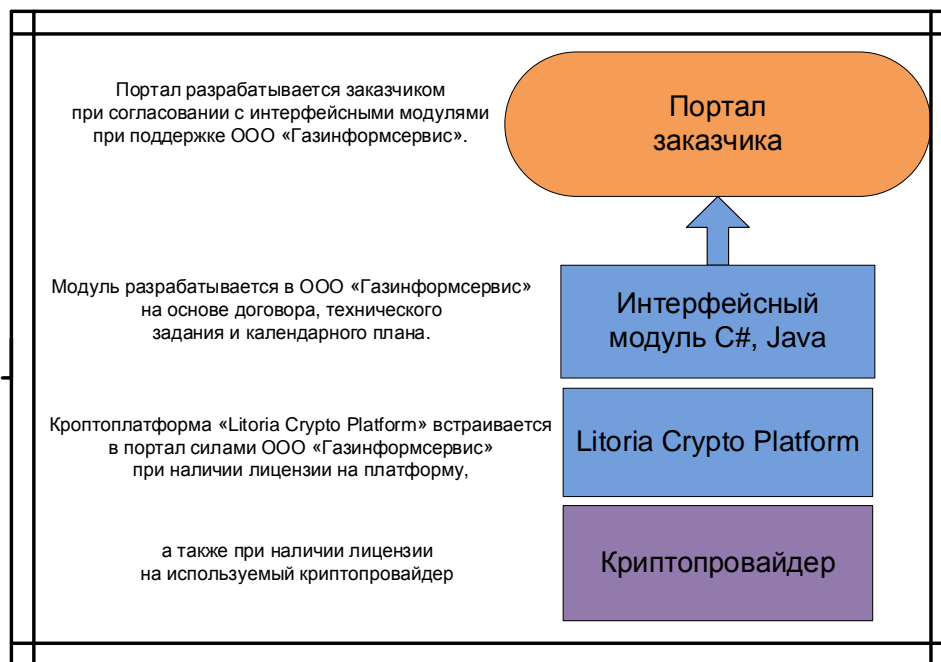 Портал разрабатывается заказчиком
при согласовании с интерфейсными модулями
при поддержке ООО «Газинформсервис».
Портал
заказчика
Модуль разрабатывается в ООО «Газинформсервис»
на основе договора, технического
задания и календарного плана.
Интерфейсный
модуль C#, Java
Кроптоплатформа «Litoria Crypto Platform» встраивается
в портал силами ООО «Газинформсервис»
при наличии лицензии на платформу,
Litoria Crypto Platform
а также при наличии лицензии
на используемый криптопровайдер
Криптопровайдер